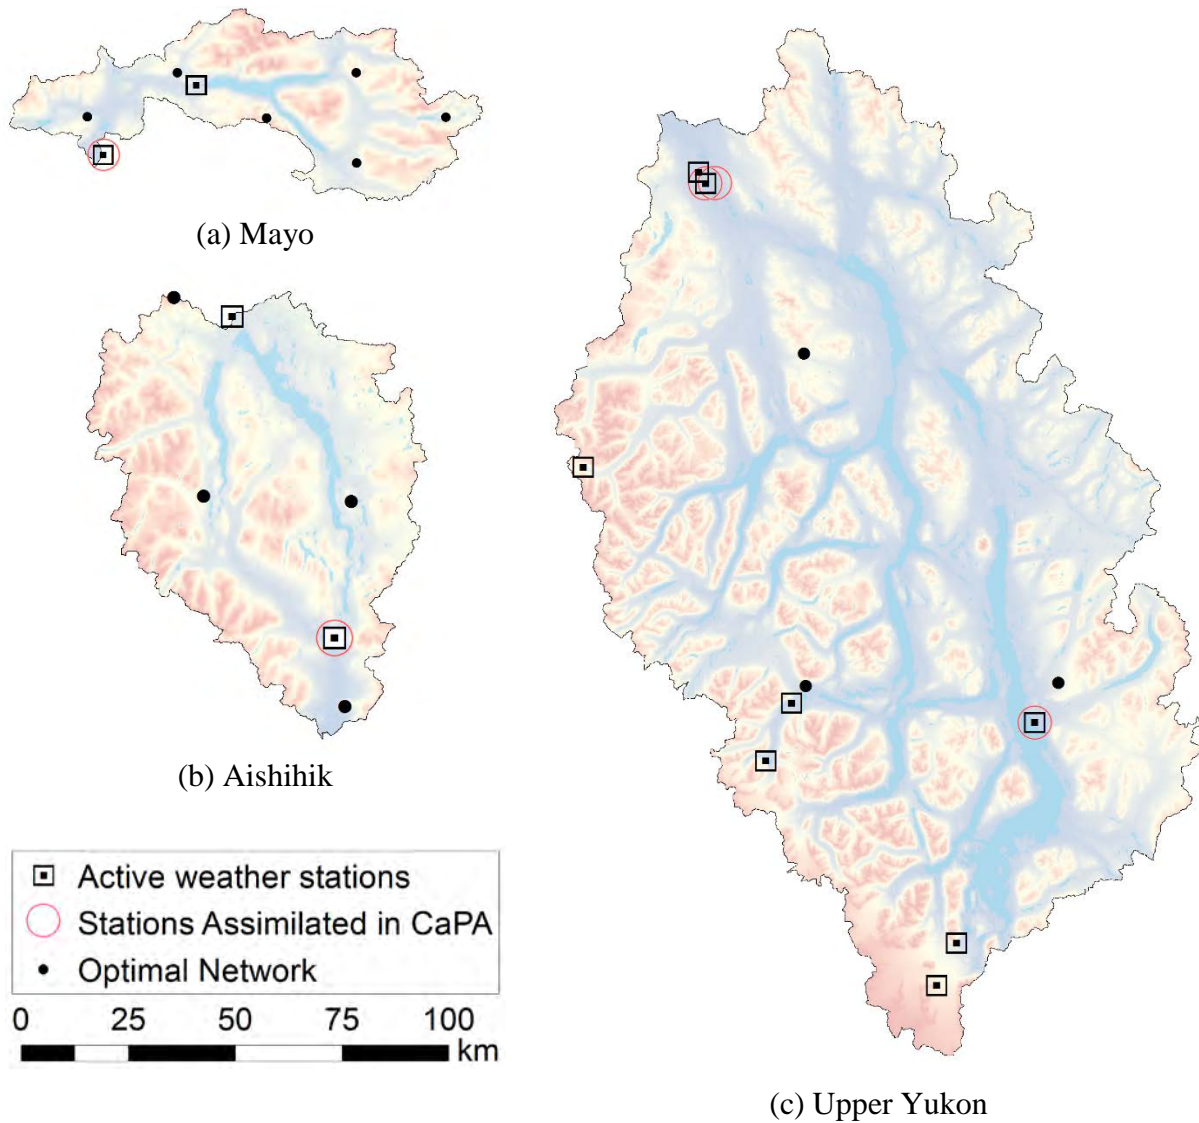 (a) Mayo
(b) Aishihik
Active weather stations
Stations Assimilated in CaPA
Optimal Network
0 25 50 75 100
km
(c) Upper Yukon